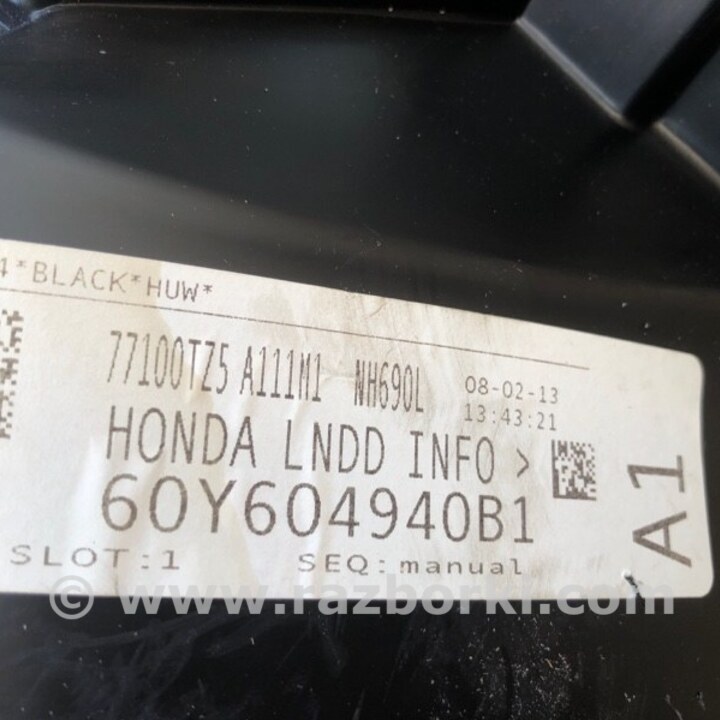 4*BLACK*HUW*
77100TZ5 A111M1 NH690L 08-02-13
13:43:21
HONDA LNDD INFO >
60Y604940B1
SLOT:1 SEQ:manual
A1
© www.razborki.com